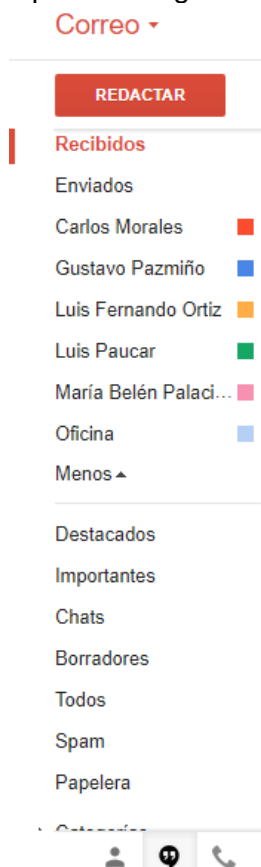 Correo
REDACTAR
Recibidos
Enviados
Carlos Morales
Gustavo Pazmiño
Luis Fernando Ortiz
Luis Paucar
María Belén Palaci...
Oficina
Menos
Destacados
Importantes
Chats
Borradores
Todos
Spam
Papelera
Categorías